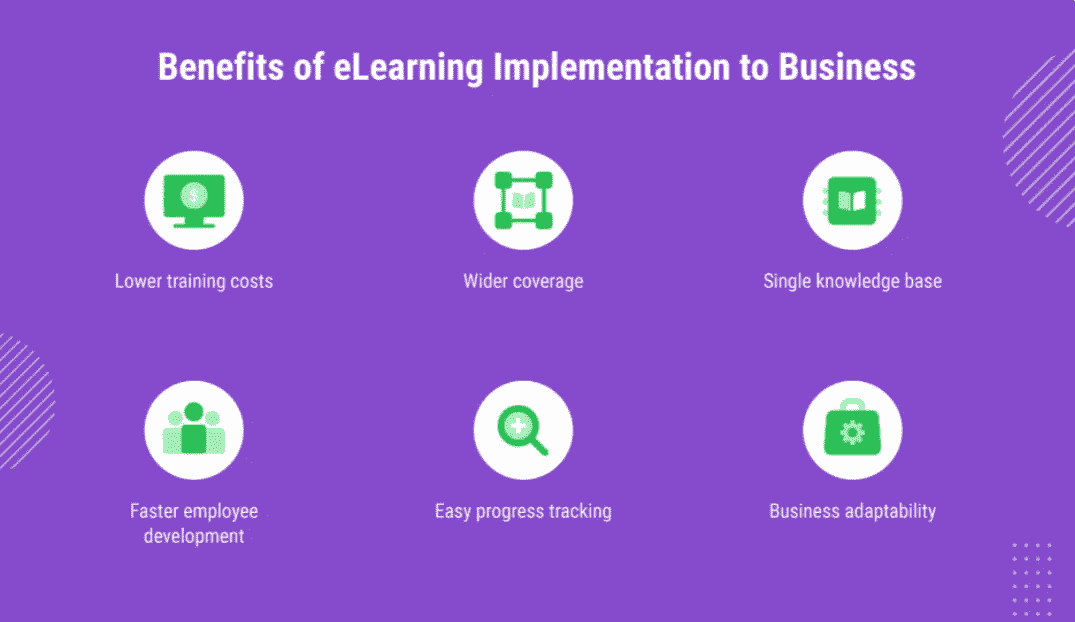 Benefits of eLearning Implementation to Business
$
Lower training costs
Wider coverage
Single knowledge base
Faster employee
development
Easy progress tracking
Business adaptability